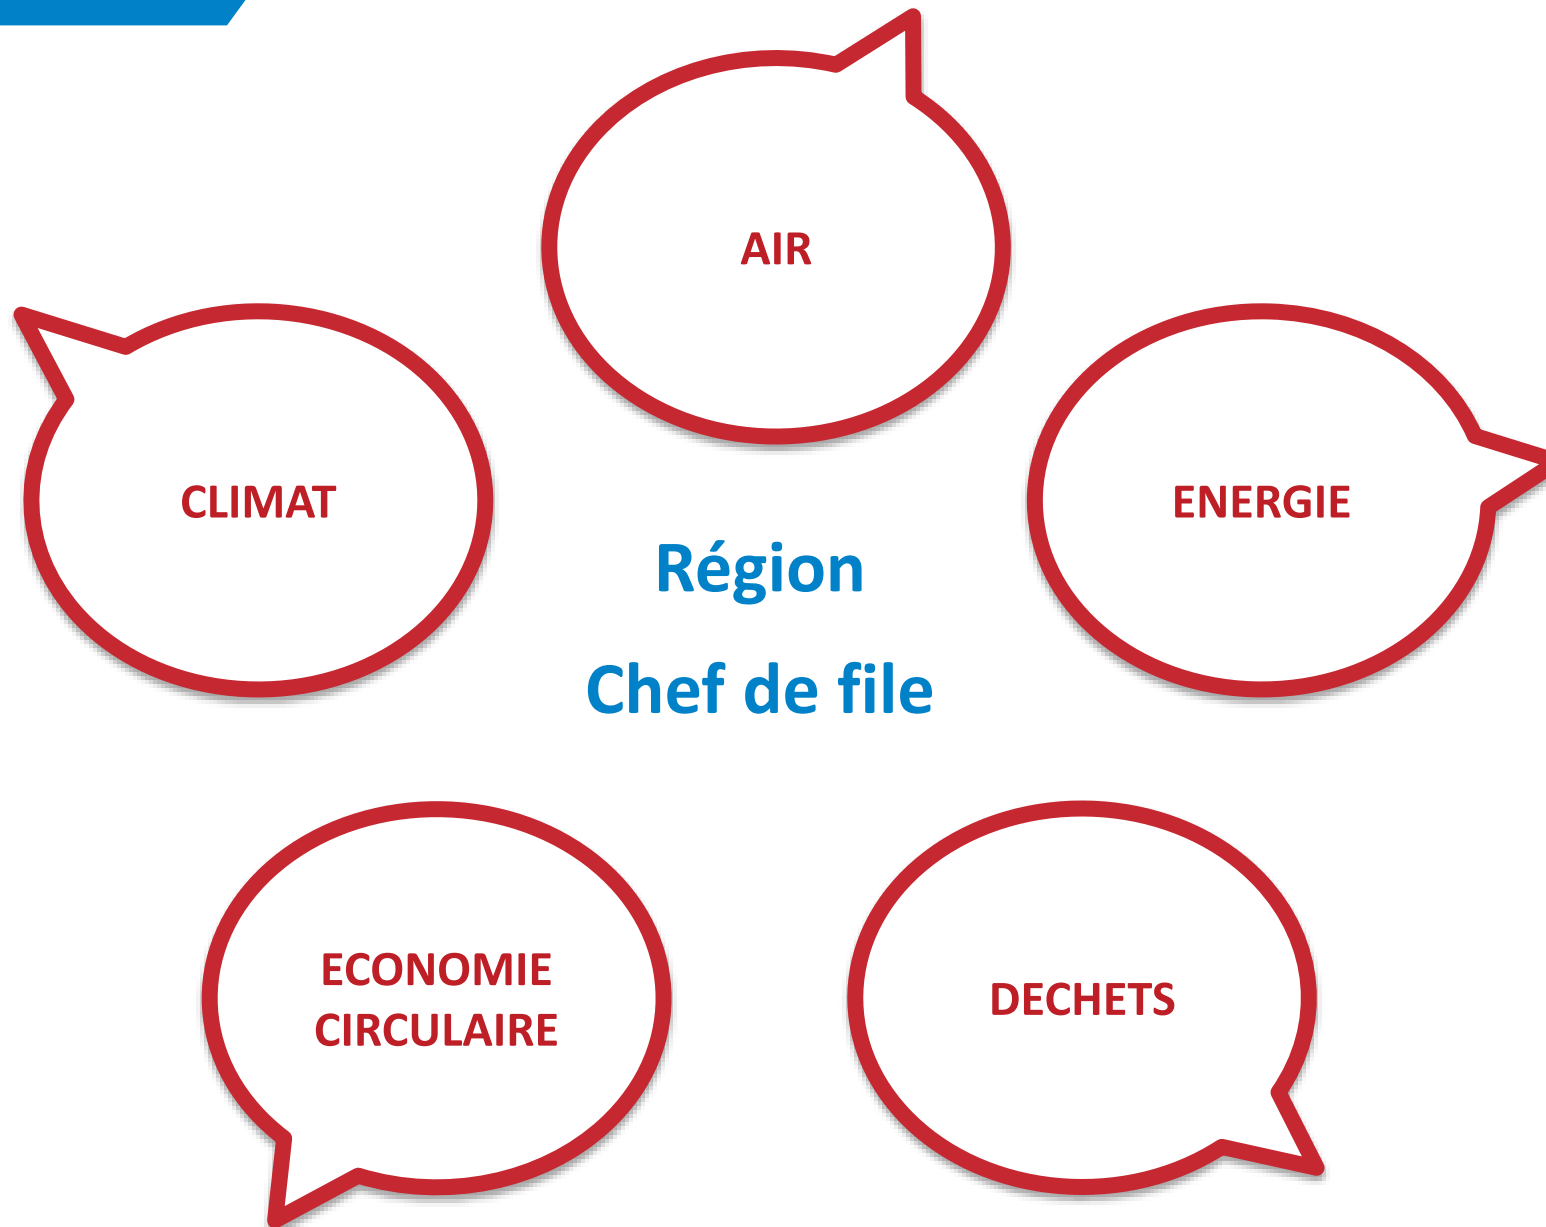 AIR
CLIMAT
ENERGIE
Région
Chef de file
ECONOMIE
CIRCULAIRE
DECHETS